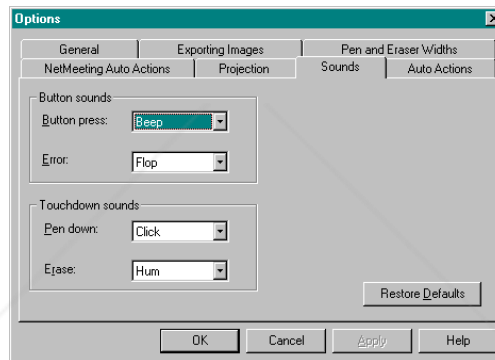 Options
General Exporting Images Pen and Eraser Widths
NetMeeting Auto Actions Projection Sounds Auto Actions
Button sounds
Button press: Beep
Error: Flop
Touchdown sounds
Pen down: Click
Erase: Hum
Restore Defaults
OK Cancel Apply Help